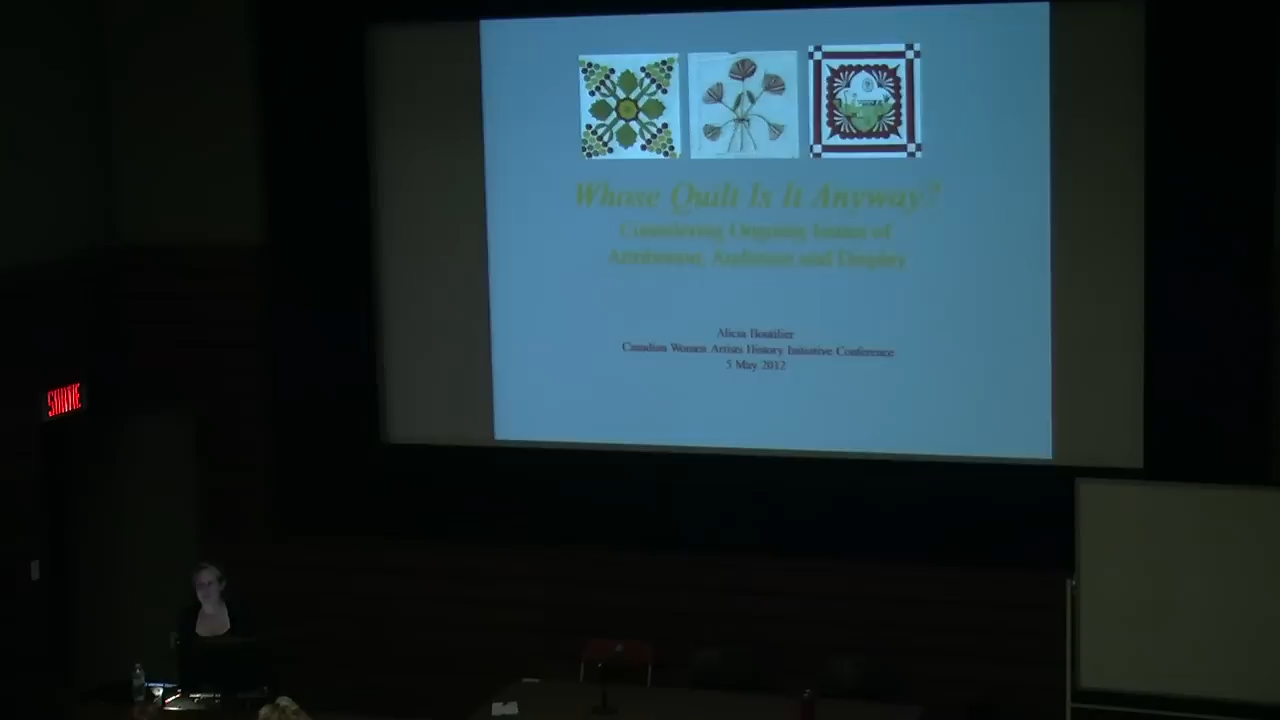 Whose Quilt Is It Anyway?
Considering Ongoing Issues of
Attribution, Audience and Display
Alicia Boutilier
Canadian Women Artists History Initiative Conference
5 May 2012
SORTIE